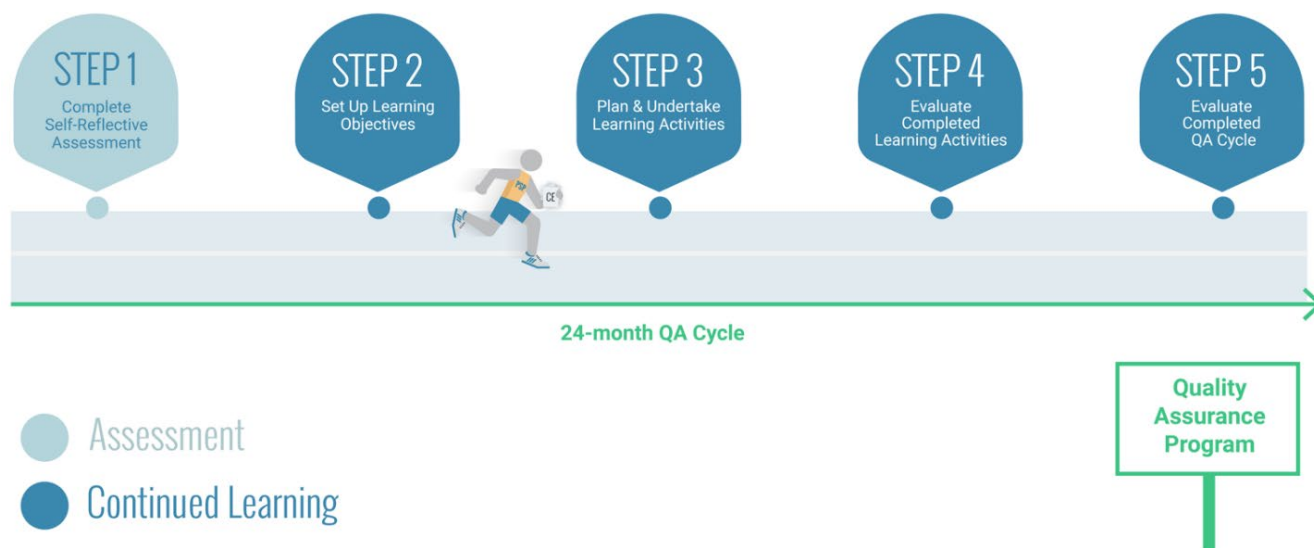 STEP 1
Complete
Self-Reflective
Assessment
STEP 2
Set Up Learning
Objectives
STEP 3
Plan & Undertake
Learning Activities
STEP 4
Evaluate
Completed
Learning Activities
STEP 5
Evaluate
Completed
QA Cycle
CE
24-month QA Cycle
Quality
Assurance
Program
Assessment
Continued Learning